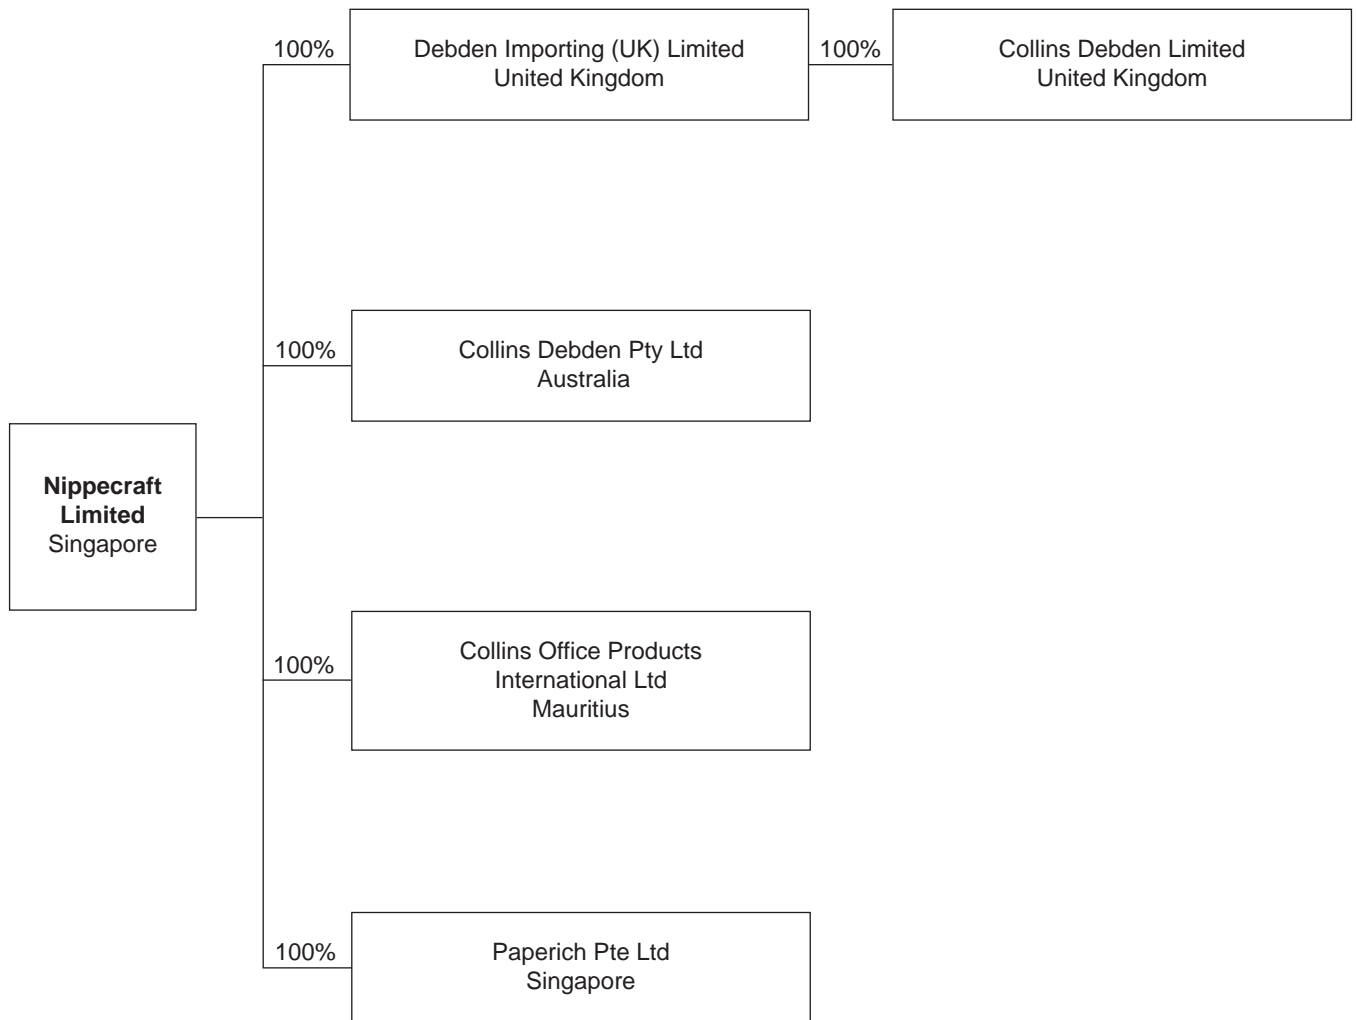 100%
Debden Importing (UK) Limited
United Kingdom
100%
Collins Debden Limited
United Kingdom
100%
Collins Debden Pty Ltd
Australia
Nippecraft
Limited
Singapore
100%
Collins Office Products
International Ltd
Mauritius
100%
Paperich Pte Ltd
Singapore